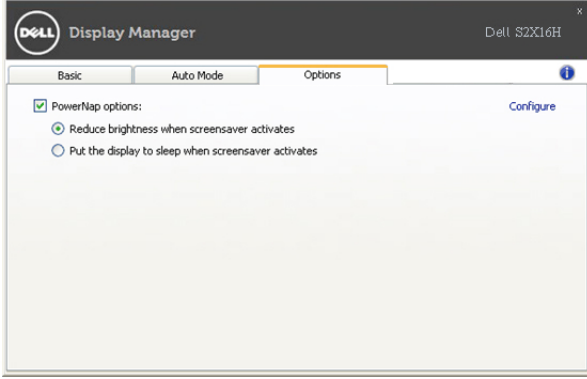 DELL Display Manager Dell S2X16H x
Basic Auto Mode Options i
PowerNap options: Configure
Reduce brightness when screensaver activates
Put the display to sleep when screensaver activates